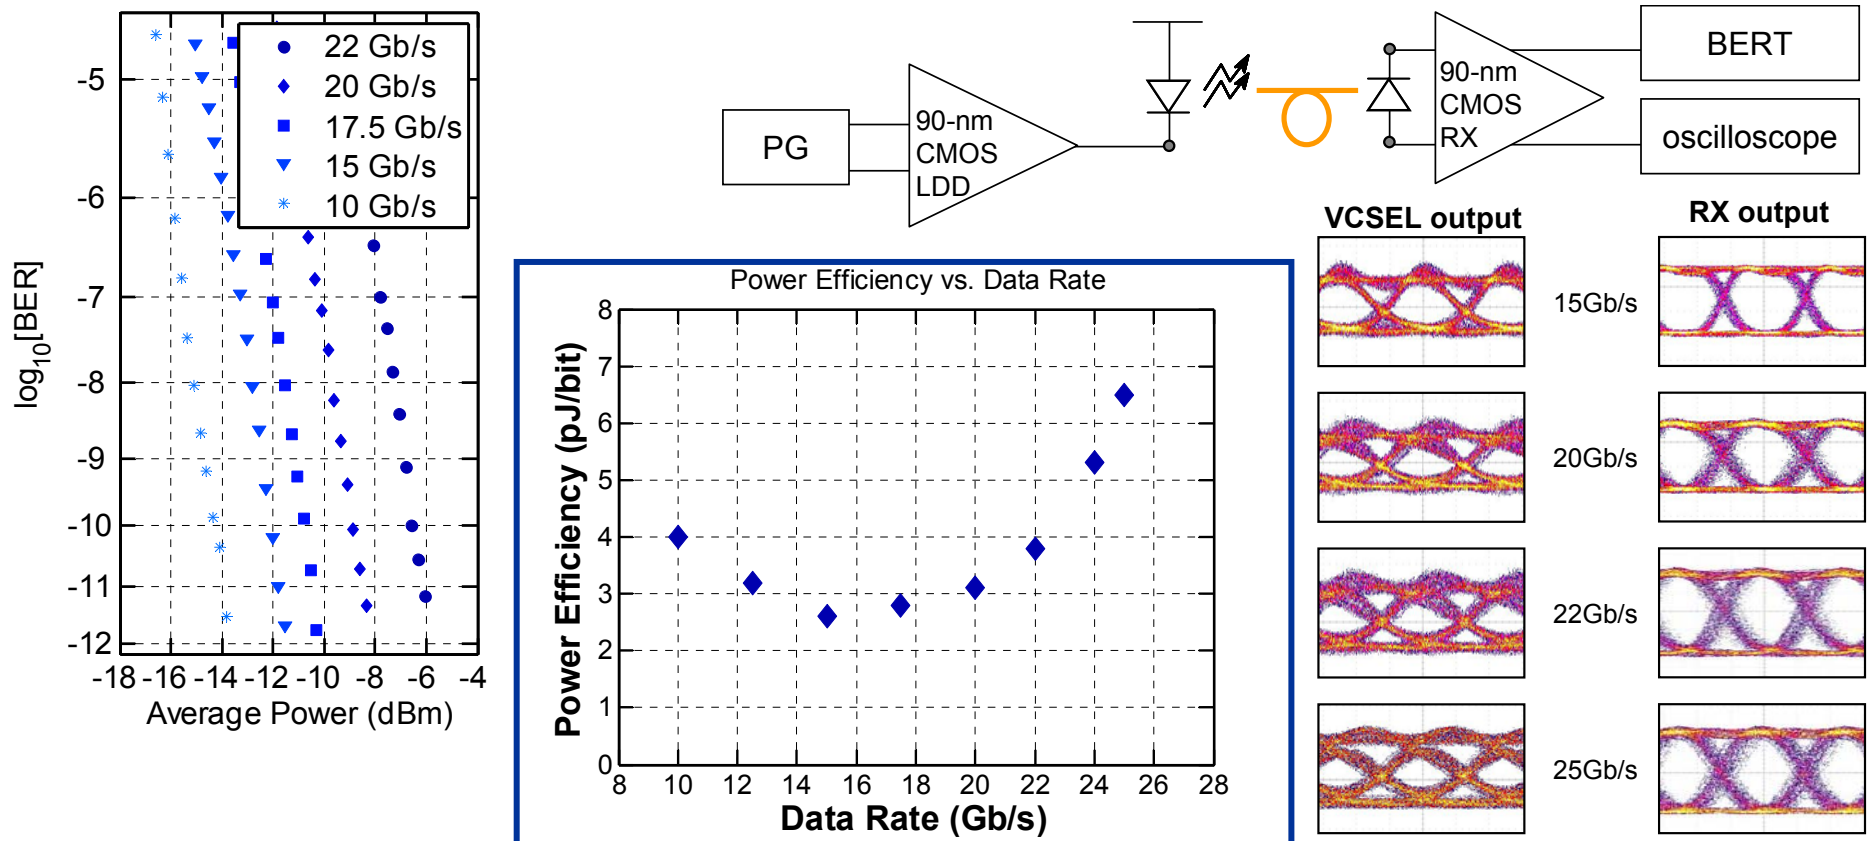 22 Gb/s
20 Gb/s
17.5 Gb/s
15 Gb/s
10 Gb/s
-5
-6
-7
-8
-9
-10
-11
-12
log10[BER]
-18 -16 -14 -12 -10 -8 -6 -4
Average Power (dBm)
PG
90-nm
CMOS
LDD
90-nm
CMOS
RX
BERT
oscilloscope
Power Efficiency vs. Data Rate
8
7
6
5
4
3
2
1
0
Power Efficiency (pJ/bit)
8 10 12 14 16 18 20 22 24 26 28
Data Rate (Gb/s)
VCSEL output
RX output
15Gb/s
20Gb/s
22Gb/s
25Gb/s